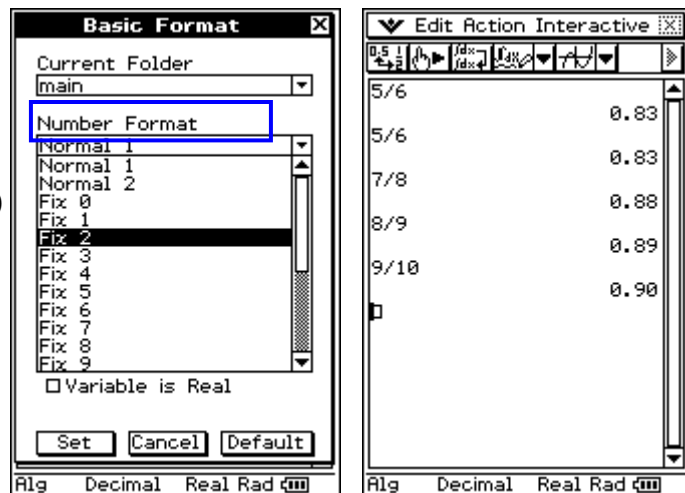 Basic Format X
Current Folder
main
Number Format
Normal 1
Normal 1
Normal 2
Fix 0
Fix 1
Fix 2
Fix 3
Fix 4
Fix 5
Fix 6
Fix 7
Fix 8
Fix 9
Variable is Real
Set Cancel Default
Alg Decimal Real Rad
Edit Action Interactive
5/6
0.83
5/6
0.83
7/8
0.88
8/9
0.89
9/10
0.90
Alg Decimal Real Rad
)